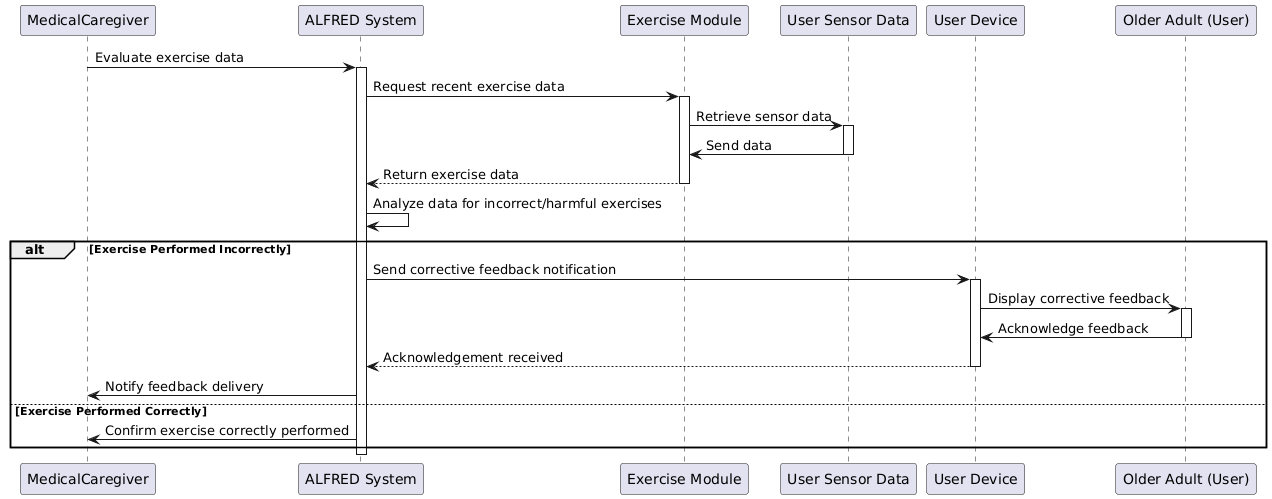 MedicalCaregiver ALFRED System Exercise Module User Sensor Data User Device Older Adult (User)
Evaluate exercise data
Request recent exercise data
Retrieve sensor data
Send data
Return exercise data
Analyze data for incorrect/harmful exercises
alt [Exercise Performed Incorrectly]
Send corrective feedback notification
Display corrective feedback
Acknowledge feedback
Acknowledgement received
Notify feedback delivery
[Exercise Performed Correctly]
Confirm exercise correctly performed
MedicalCaregiver ALFRED System Exercise Module User Sensor Data User Device Older Adult (User)